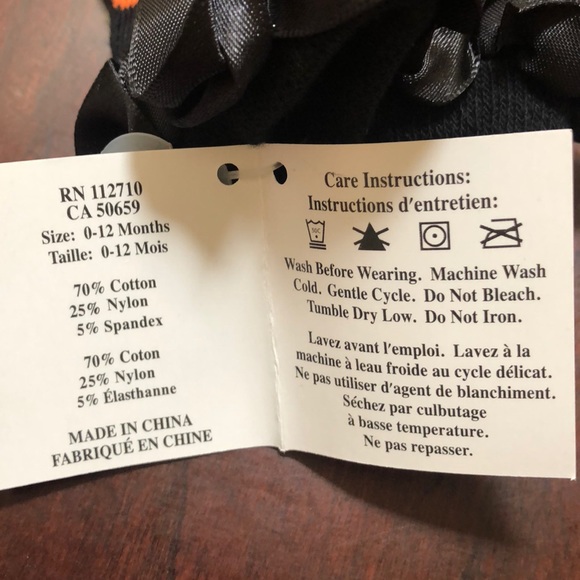 RN 112710
CA 50659
Size: 0-12 Months
Taille: 0-12 Mois
70% Cotton
25% Nylon
5% Spandex
70% Coton
25% Nylon
5% Élasthanne
MADE IN CHINA
FABRIQUÉ EN CHINE
Care Instructions:
Instructions d'entretien:
Wash Before Wearing. Machine Wash
Cold. Gentle Cycle. Do Not Bleach.
Tumble Dry Low. Do Not Iron.
Lavez avant l'emploi. Lavez à la
machine à leau froide au cycle délicat.
Ne pas utiliser d'agent de blanchiment.
Séchez par culbutage
à basse temperature.
Ne pas repasser.